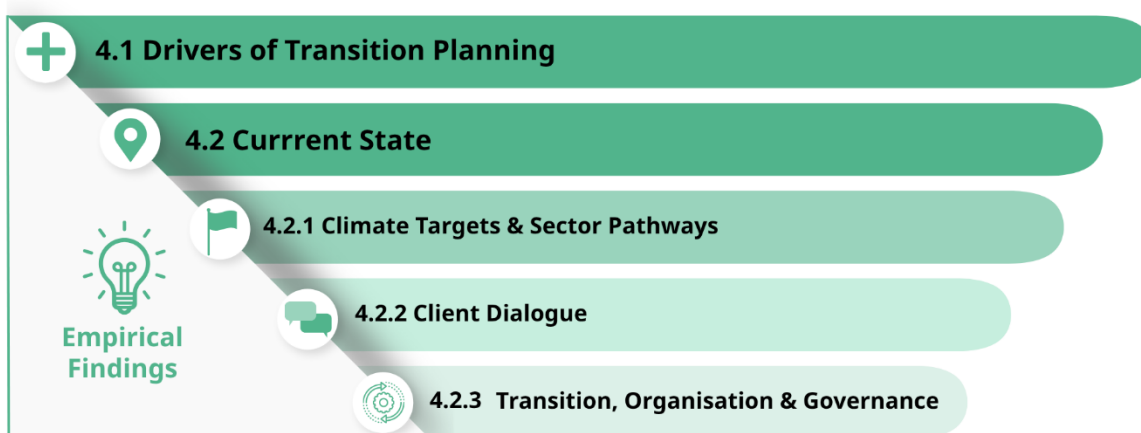 4.1 Drivers of Transition Planning
4.2 Currrent State
4.2.1 Climate Targets & Sector Pathways
4.2.2 Client Dialogue
4.2.3 Transition, Organisation & Governance
Empirical
Findings